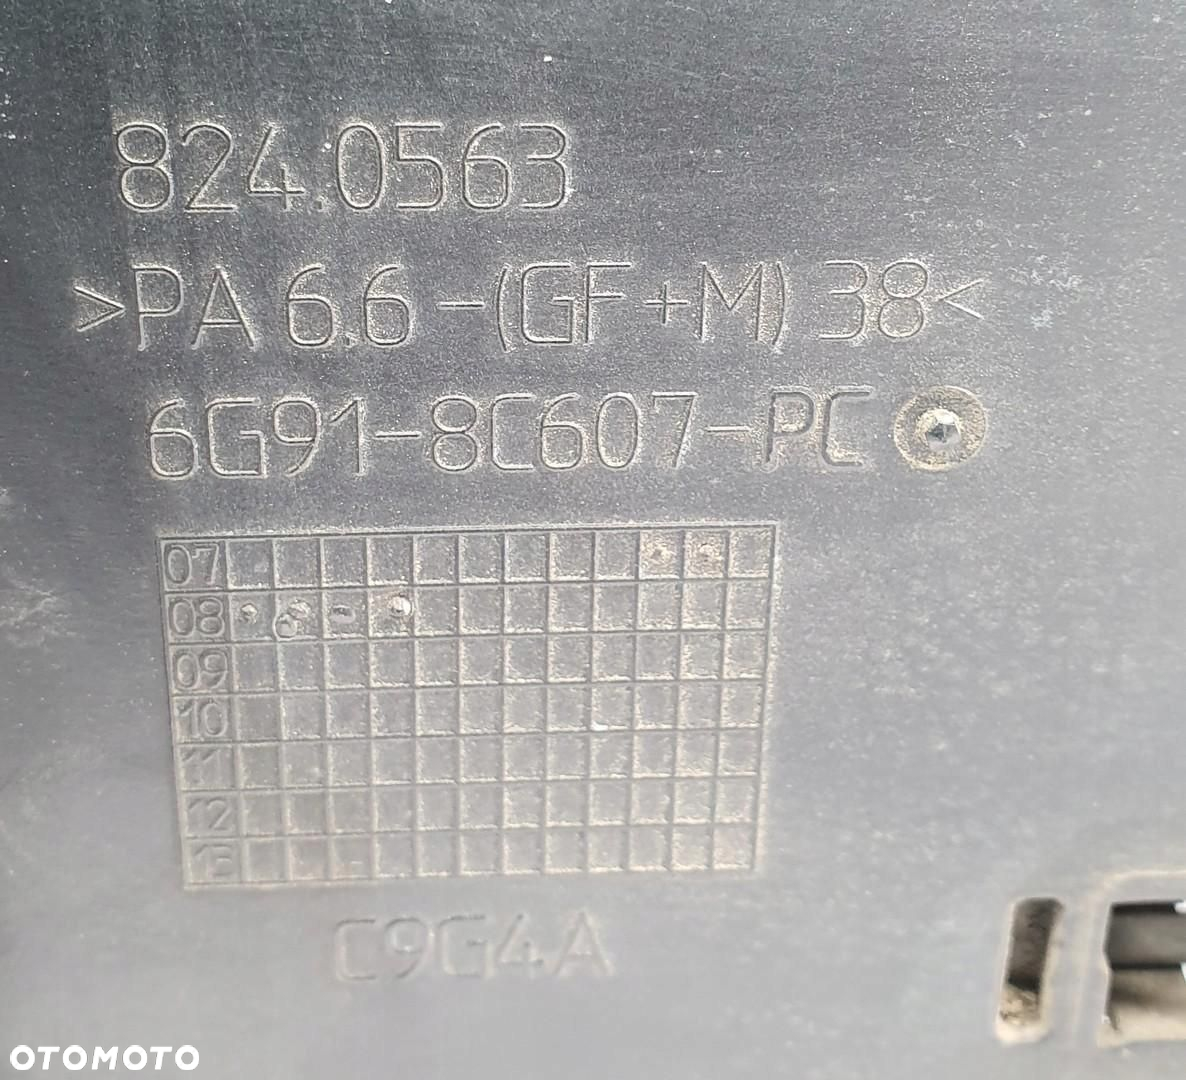 824.0563
>PA 6.6-(GF+M) 38<
6G91-8C607-PC
07
08
09
10
11
12
13
C9G4A
OTOMOTO